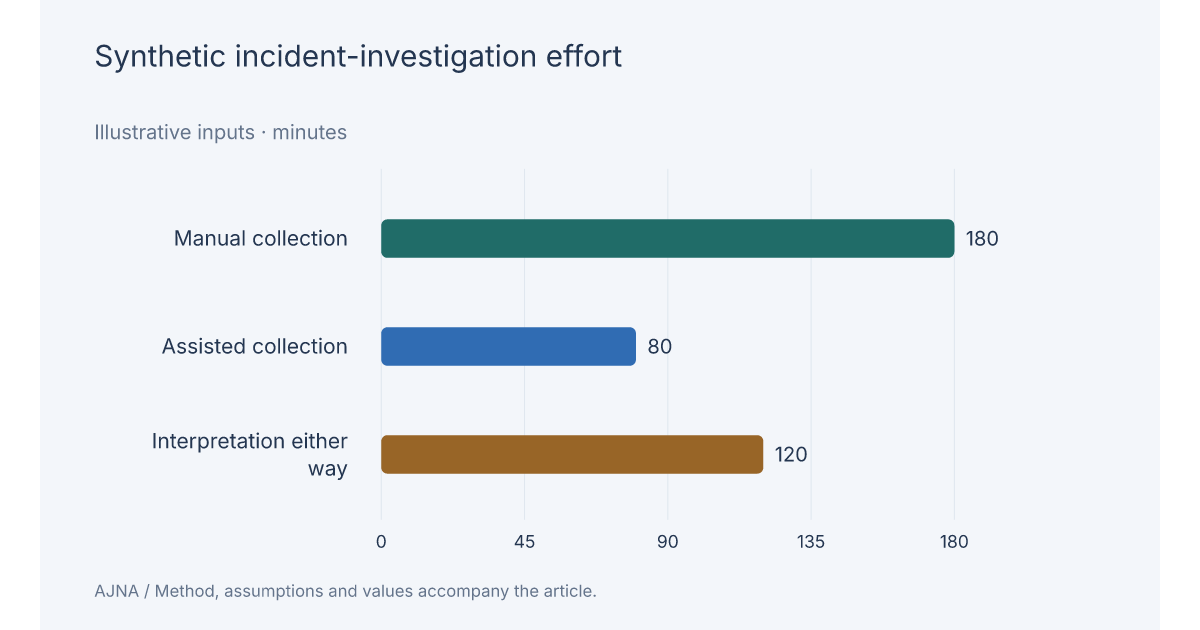 Synthetic incident-investigation effort
Illustrative inputs · minutes
Manual collection
180
Assisted collection
80
Interpretation either
way
120
0 45 90 135 180
AJNA / Method, assumptions and values accompany the article.